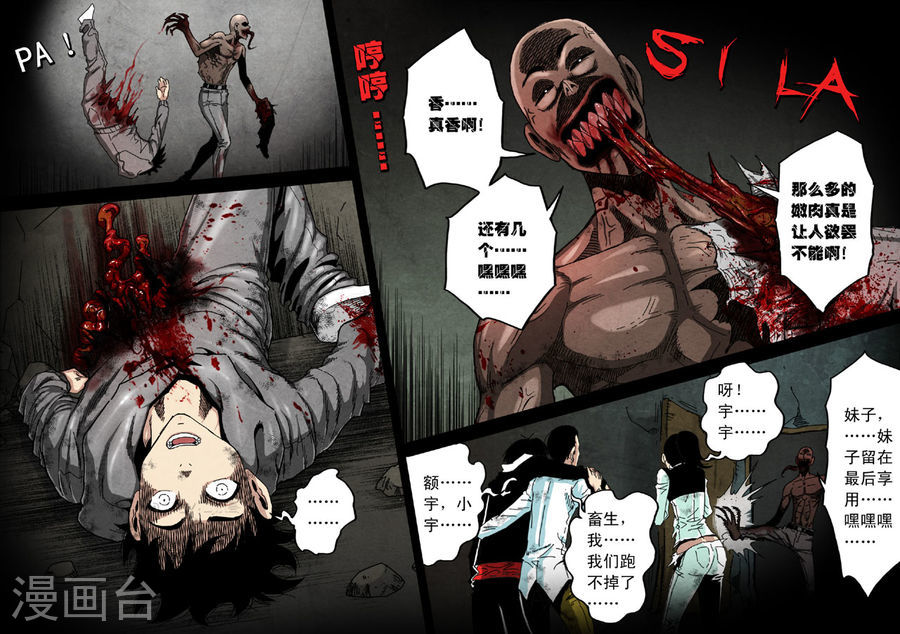 PA！
哼哼……
SI LA
香……
真香啊！
还有几
个……
嘿嘿嘿
……
那么多的
嫩肉真是
让人欲罢
不能啊！
……
……
呀！
宇……
宇……
额……
宇，小
宇……
畜生，
我……
我们跑
不掉了
……
妹子，
……妹
子留在
最后享
用……
嘿嘿嘿
漫画台